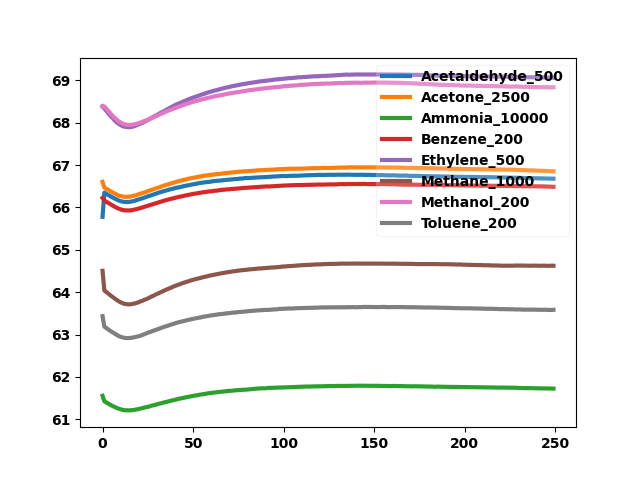 69
68
67
66
65
64
63
62
61
0 50 100 150 200 250
Acetaldehyde_500
Acetone_2500
Ammonia_10000
Benzene_200
Ethylene_500
Methane_1000
Methanol_200
Toluene_200